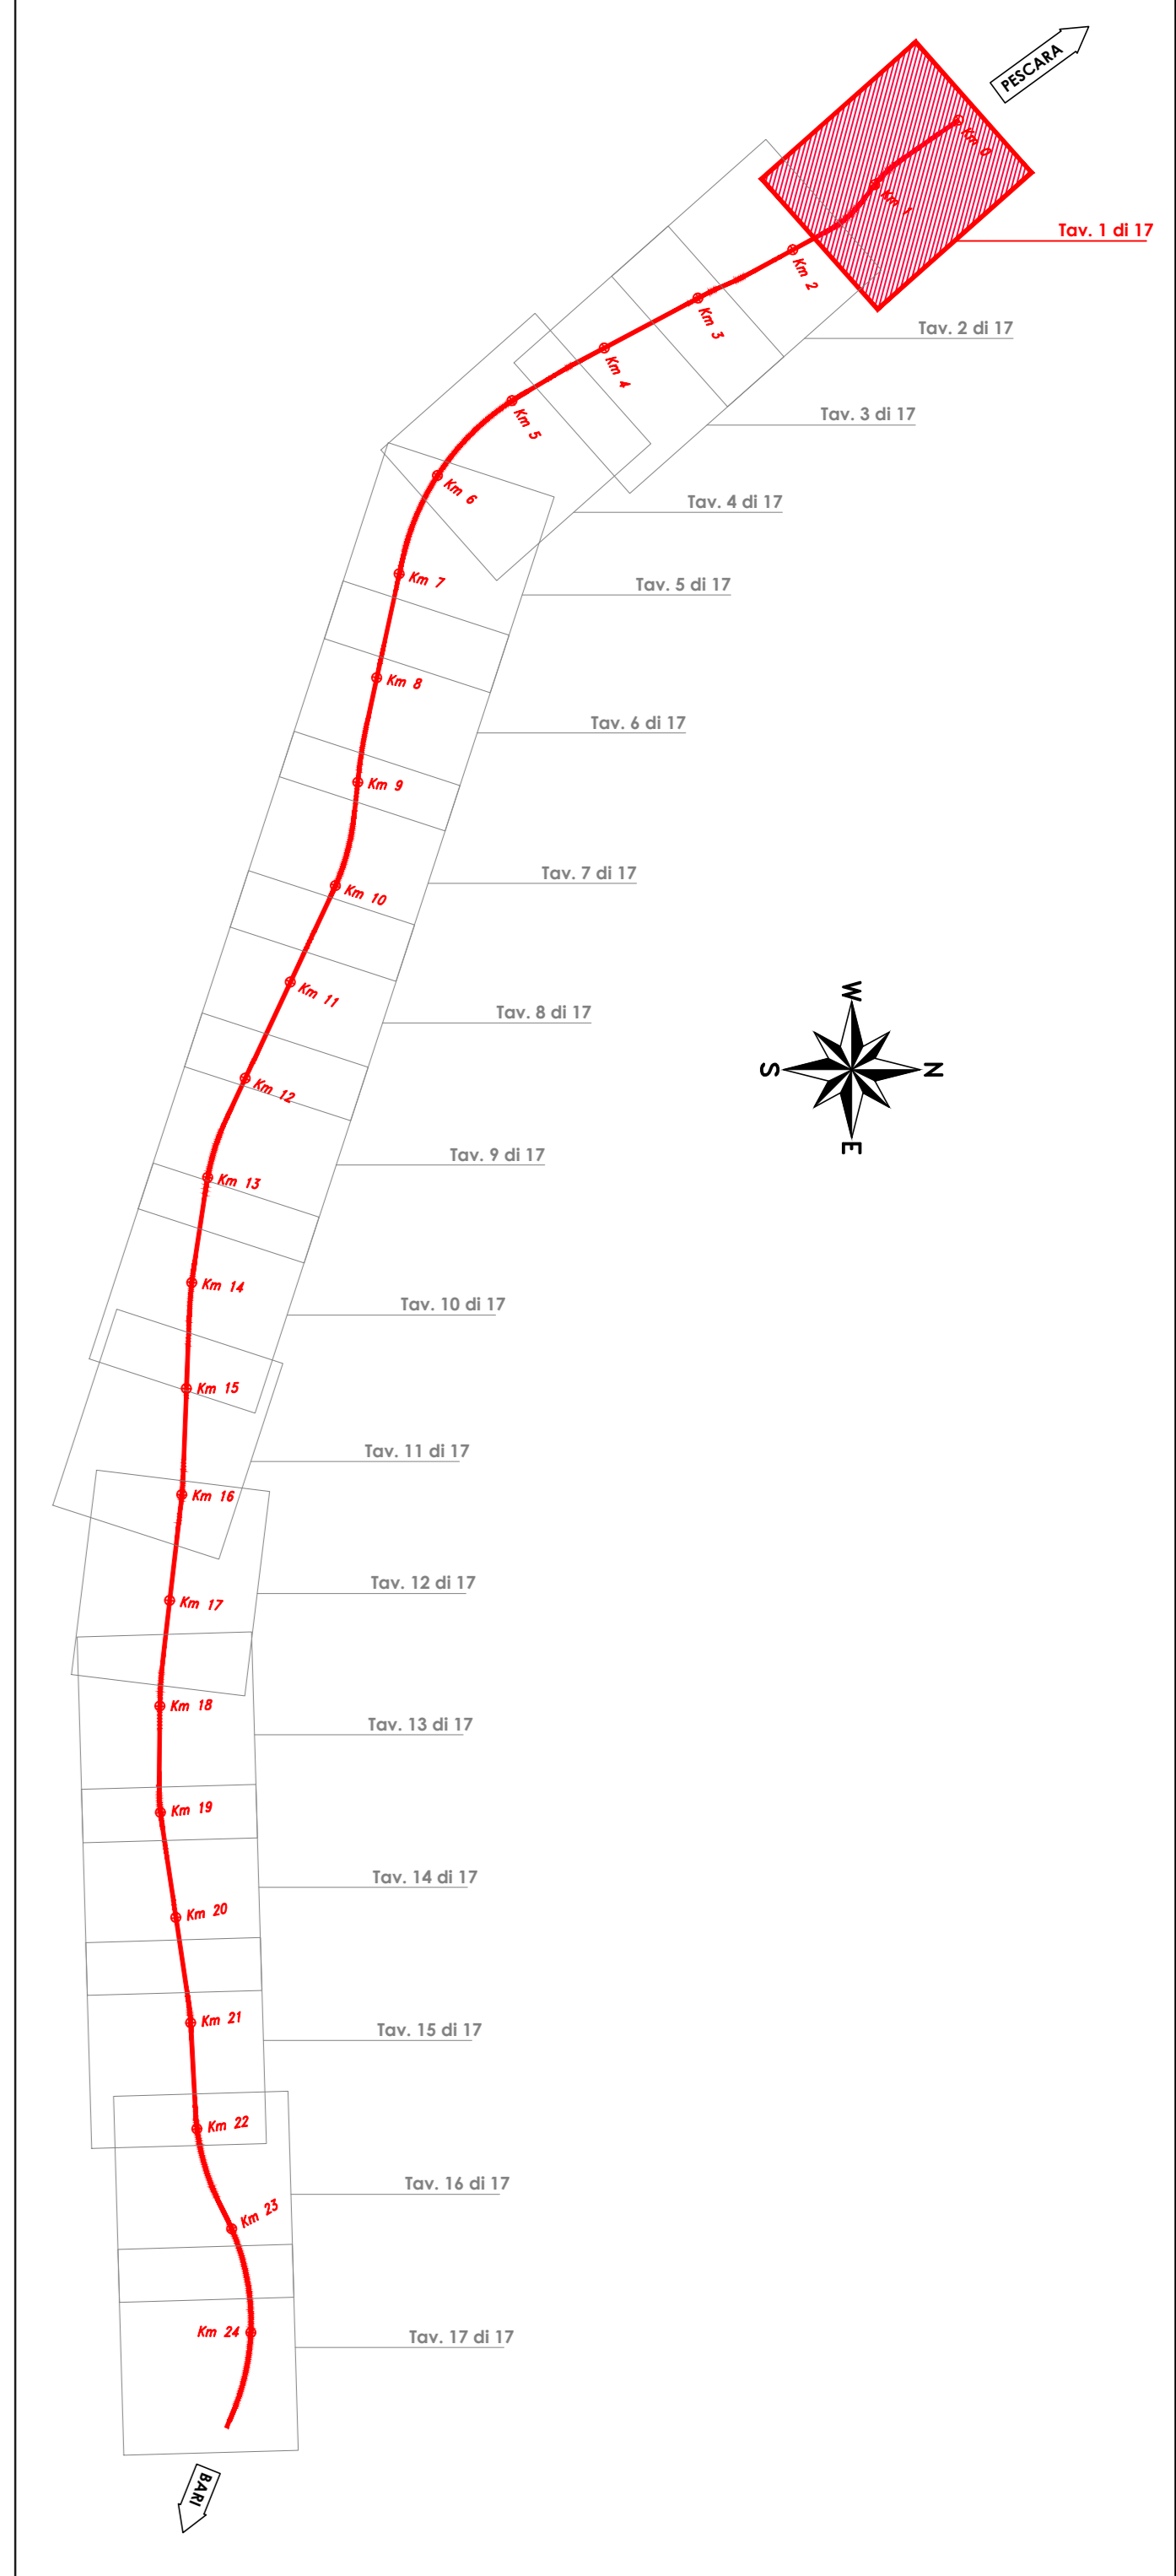 PESCARA
Km 0
Km 1
Tav. 1 di 17
Km 2
Km 3
Tav. 2 di 17
Km 4
Km 5
Tav. 3 di 17
Km 6
Tav. 4 di 17
Km 7
Tav. 5 di 17
Km 8
Tav. 6 di 17
Km 9
Tav. 7 di 17
Km 10
Km 11
W
Tav. 8 di 17
S
N
Km 12
E
Tav. 9 di 17
Km 13
Km 14
Tav. 10 di 17
Km 15
Tav. 11 di 17
Km 16
Tav. 12 di 17
Km 17
Km 18
Tav. 13 di 17
Km 19
Tav. 14 di 17
Km 20
Km 21
Tav. 15 di 17
Km 22
Tav. 16 di 17
Km 23
Km 24
Tav. 17 di 17
BARI